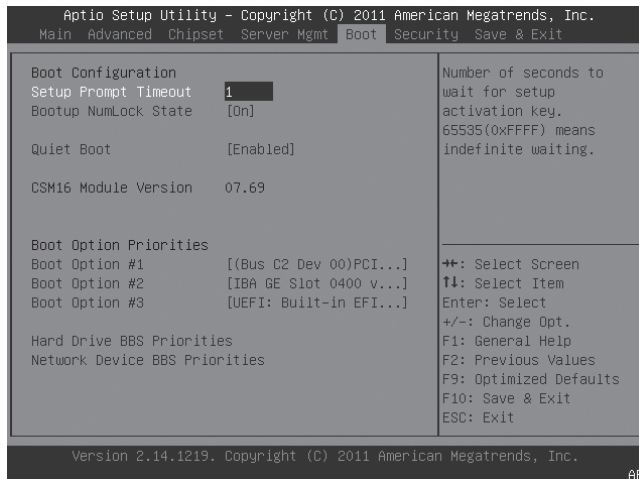 Aptio Setup Utility – Copyright (C) 2011 American Megatrends, Inc.
Main Advanced Chipset Server Mgmt Boot Security Save & Exit
Boot Configuration
Setup Prompt Timeout 1
Bootup NumLock State [On]
Quiet Boot [Enabled]
CSM16 Module Version 07.69
Boot Option Priorities
Boot Option #1 [(Bus C2 Dev 00)PCI...]
Boot Option #2 [IBA GE Slot 0400 v...]
Boot Option #3 [UEFI: Built-in EFI...]
Hard Drive BBS Priorities
Network Device BBS Priorities
Number of seconds to
wait for setup
activation key.
65535(0xFFFF) means
indefinite waiting.
→←: Select Screen
↑↓: Select Item
Enter: Select
+/-: Change Opt.
F1: General Help
F2: Previous Values
F9: Optimized Defaults
F10: Save & Exit
ESC: Exit
Version 2.14.1219. Copyright (C) 2011 American Megatrends, Inc.